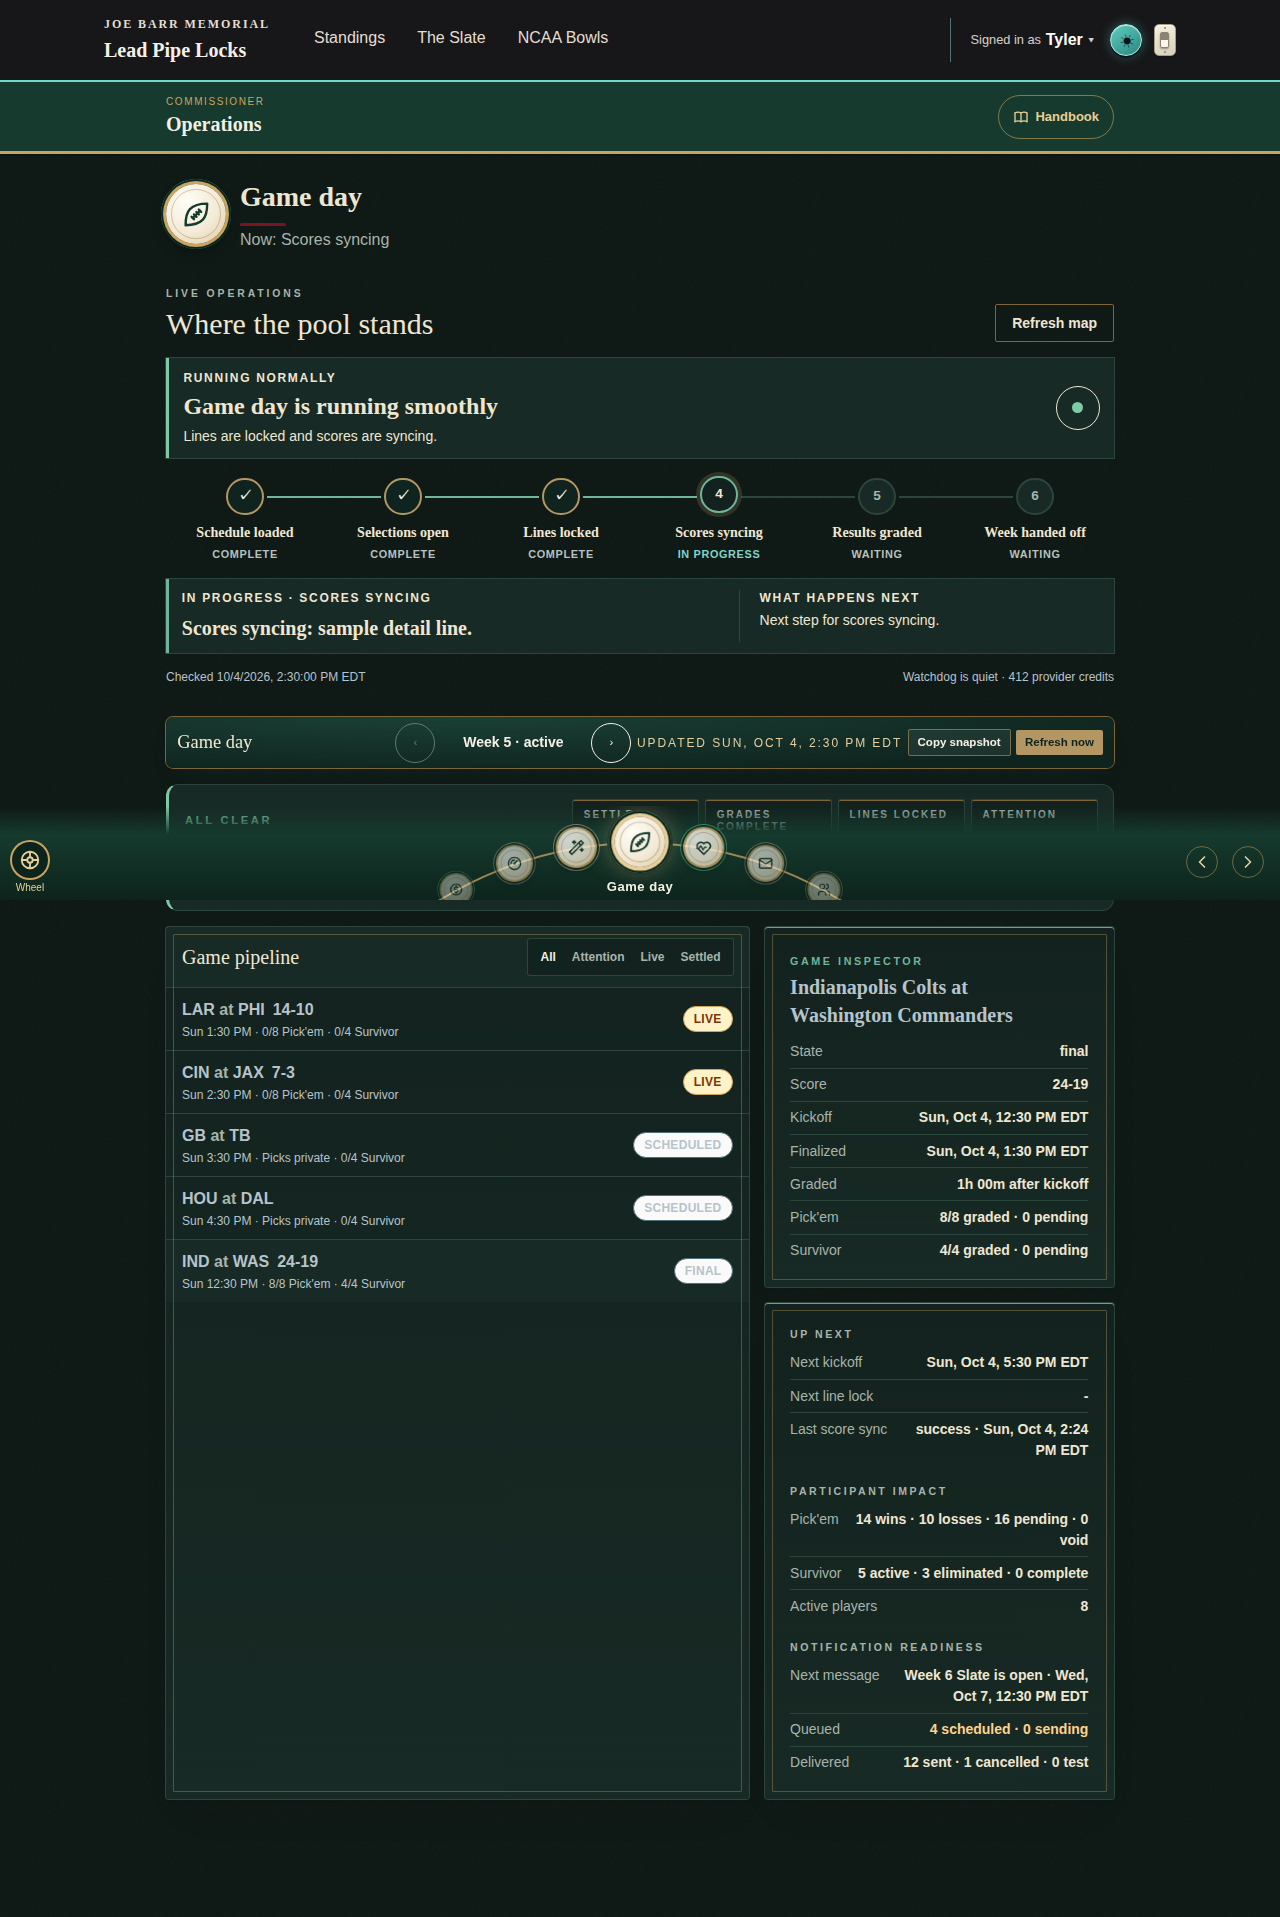 JOE BARR MEMORIAL
Lead Pipe Locks
Standings
The Slate
NCAA Bowls
Signed in as Tyler
COMMISSIONER
Operations
Handbook
Game day
Now: Scores syncing
LIVE OPERATIONS
Where the pool stands
Refresh map
RUNNING NORMALLY
Game day is running smoothly
Lines are locked and scores are syncing.
4
5
6
Schedule loaded
Selections open
Lines locked
Scores syncing
Results graded
Week handed off
COMPLETE
COMPLETE
COMPLETE
IN PROGRESS
WAITING
WAITING
IN PROGRESS · SCORES SYNCING
Scores syncing: sample detail line.
WHAT HAPPENS NEXT
Next step for scores syncing.
Checked 10/4/2026, 2:30:00 PM EDT
Watchdog is quiet · 412 provider credits
Game day
Week 5 · active
UPDATED SUN, OCT 4, 2:30 PM EDT
Copy snapshot
Refresh now
ALL CLEAR
GRADES COMPLETE
LINES LOCKED
ATTENTION
Wheel
Game day
Game pipeline
All
Attention
Live
Settled
LAR at PHI 14-10
Sun 1:30 PM · 0/8 Pick'em · 0/4 Survivor
LIVE
CIN at JAX 7-3
Sun 2:30 PM · 0/8 Pick'em · 0/4 Survivor
LIVE
GB at TB
Sun 3:30 PM · Picks private · 0/4 Survivor
SCHEDULED
HOU at DAL
Sun 4:30 PM · Picks private · 0/4 Survivor
SCHEDULED
IND at WAS 24-19
Sun 12:30 PM · 8/8 Pick'em · 4/4 Survivor
FINAL
GAME INSPECTOR
Indianapolis Colts at
Washington Commanders
State final
Score 24-19
Kickoff Sun, Oct 4, 12:30 PM EDT
Finalized Sun, Oct 4, 1:30 PM EDT
Graded 1h 00m after kickoff
Pick'em 8/8 graded · 0 pending
Survivor 4/4 graded · 0 pending
UP NEXT
Next kickoff Sun, Oct 4, 5:30 PM EDT
Next line lock -
Last score sync success · Sun, Oct 4, 2:24
PM EDT
PARTICIPANT IMPACT
Pick'em 14 wins · 10 losses · 16 pending · 0
void
Survivor 5 active · 3 eliminated · 0 complete
Active players 8
NOTIFICATION READINESS
Next message Week 6 Slate is open · Wed,
Oct 7, 12:30 PM EDT
Queued 4 scheduled · 0 sending
Delivered 12 sent · 1 cancelled · 0 test